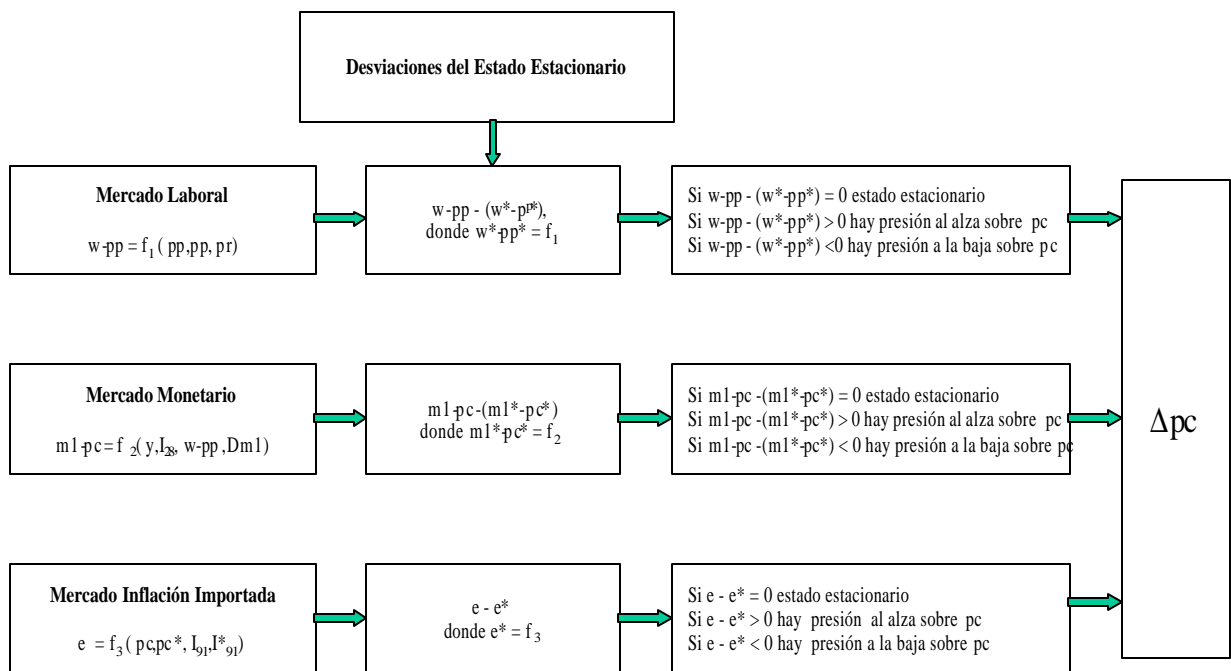 Desviaciones del Estado Estacionario
Mercado Laboral
w-pp = f1 ( pp,pp, pr)
w-pp - (w*-pp*),
donde w*-pp* = f1
Si w-pp - (w*-pp*) = 0 estado estacionario
Si w-pp - (w*-pp*) > 0 hay presión al alza sobre pc
Si w-pp - (w*-pp*) <0 hay presión a la baja sobre pc
Mercado Monetario
m1-pc = f2( y,I28, w-pp ,Dm1)
m1-pc-(m1*-pc*)
donde m1*-pc* = f2
Si m1-pc -(m1*-pc*) = 0 estado estacionario
Si m1-pc -(m1*-pc*) > 0 hay presión al alza sobre pc
Si m1-pc -(m1*-pc*) < 0 hay presión a la baja sobre pc
Δpc
Mercado Inflación Importada
e = f3 ( pc,pc*, I91,I*91)
e - e*
donde e* = f3
Si e - e* = 0 estado estacionario
Si e - e* > 0 hay presión al alza sobre pc
Si e - e* < 0 hay presión a la baja sobre pc